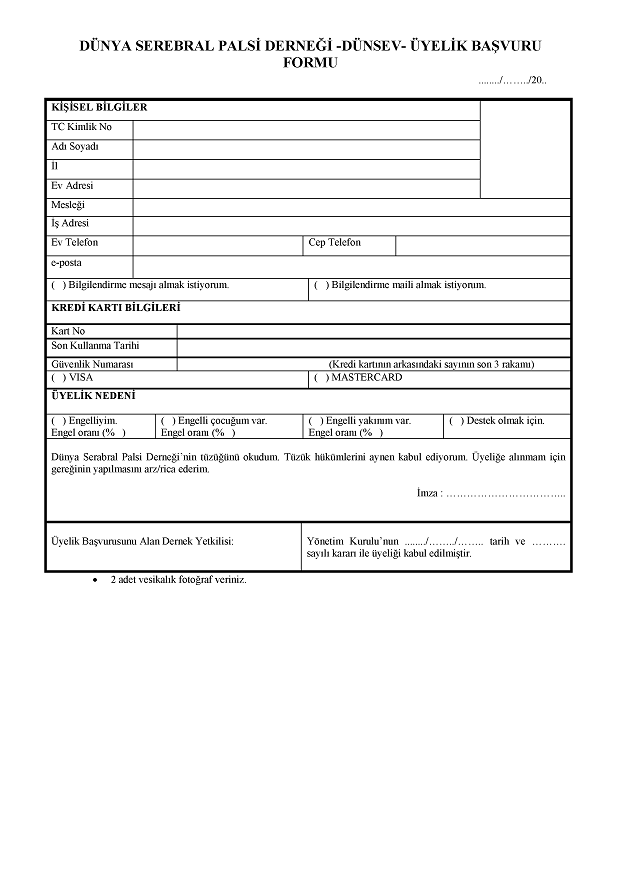 DÜNYA SEREBRAL PALSİ DERNEĞİ -DÜNSEV- ÜYELİK BAŞVURU
FORMU
......../……../20..
KİŞİSEL BİLGİLER
TC Kimlik No
Adı Soyadı
İl
Ev Adresi
Mesleği
İş Adresi
Ev Telefon Cep Telefon
e-posta
( ) Bilgilendirme mesajı almak istiyorum. ( ) Bilgilendirme maili almak istiyorum.
KREDİ KARTI BİLGİLERİ
Kart No
Son Kullanma Tarihi
Güvenlik Numarası (Kredi kartının arkasındaki sayının son 3 rakamı)
( ) VISA ( ) MASTERCARD
ÜYELİK NEDENİ
( ) Engelliyim. ( ) Engelli çocuğum var. ( ) Engelli yakınım var. ( ) Destek olmak için.
Engel oranı (% ) Engel oranı (% ) Engel oranı (% )
Dünya Serabral Palsi Derneği’nin tüzüğünü okudum. Tüzük hükümlerini aynen kabul ediyorum. Üyeliğe alınmam için
gereğinin yapılmasını arz/rica ederim.
İmza : ……………………………...
Üyelik Başvurusunu Alan Dernek Yetkilisi: Yönetim Kurulu’nun ......../……../…….. tarih ve ……….
sayılı kararı ile üyeliği kabul edilmiştir.
• 2 adet vesikalık fotoğraf veriniz.